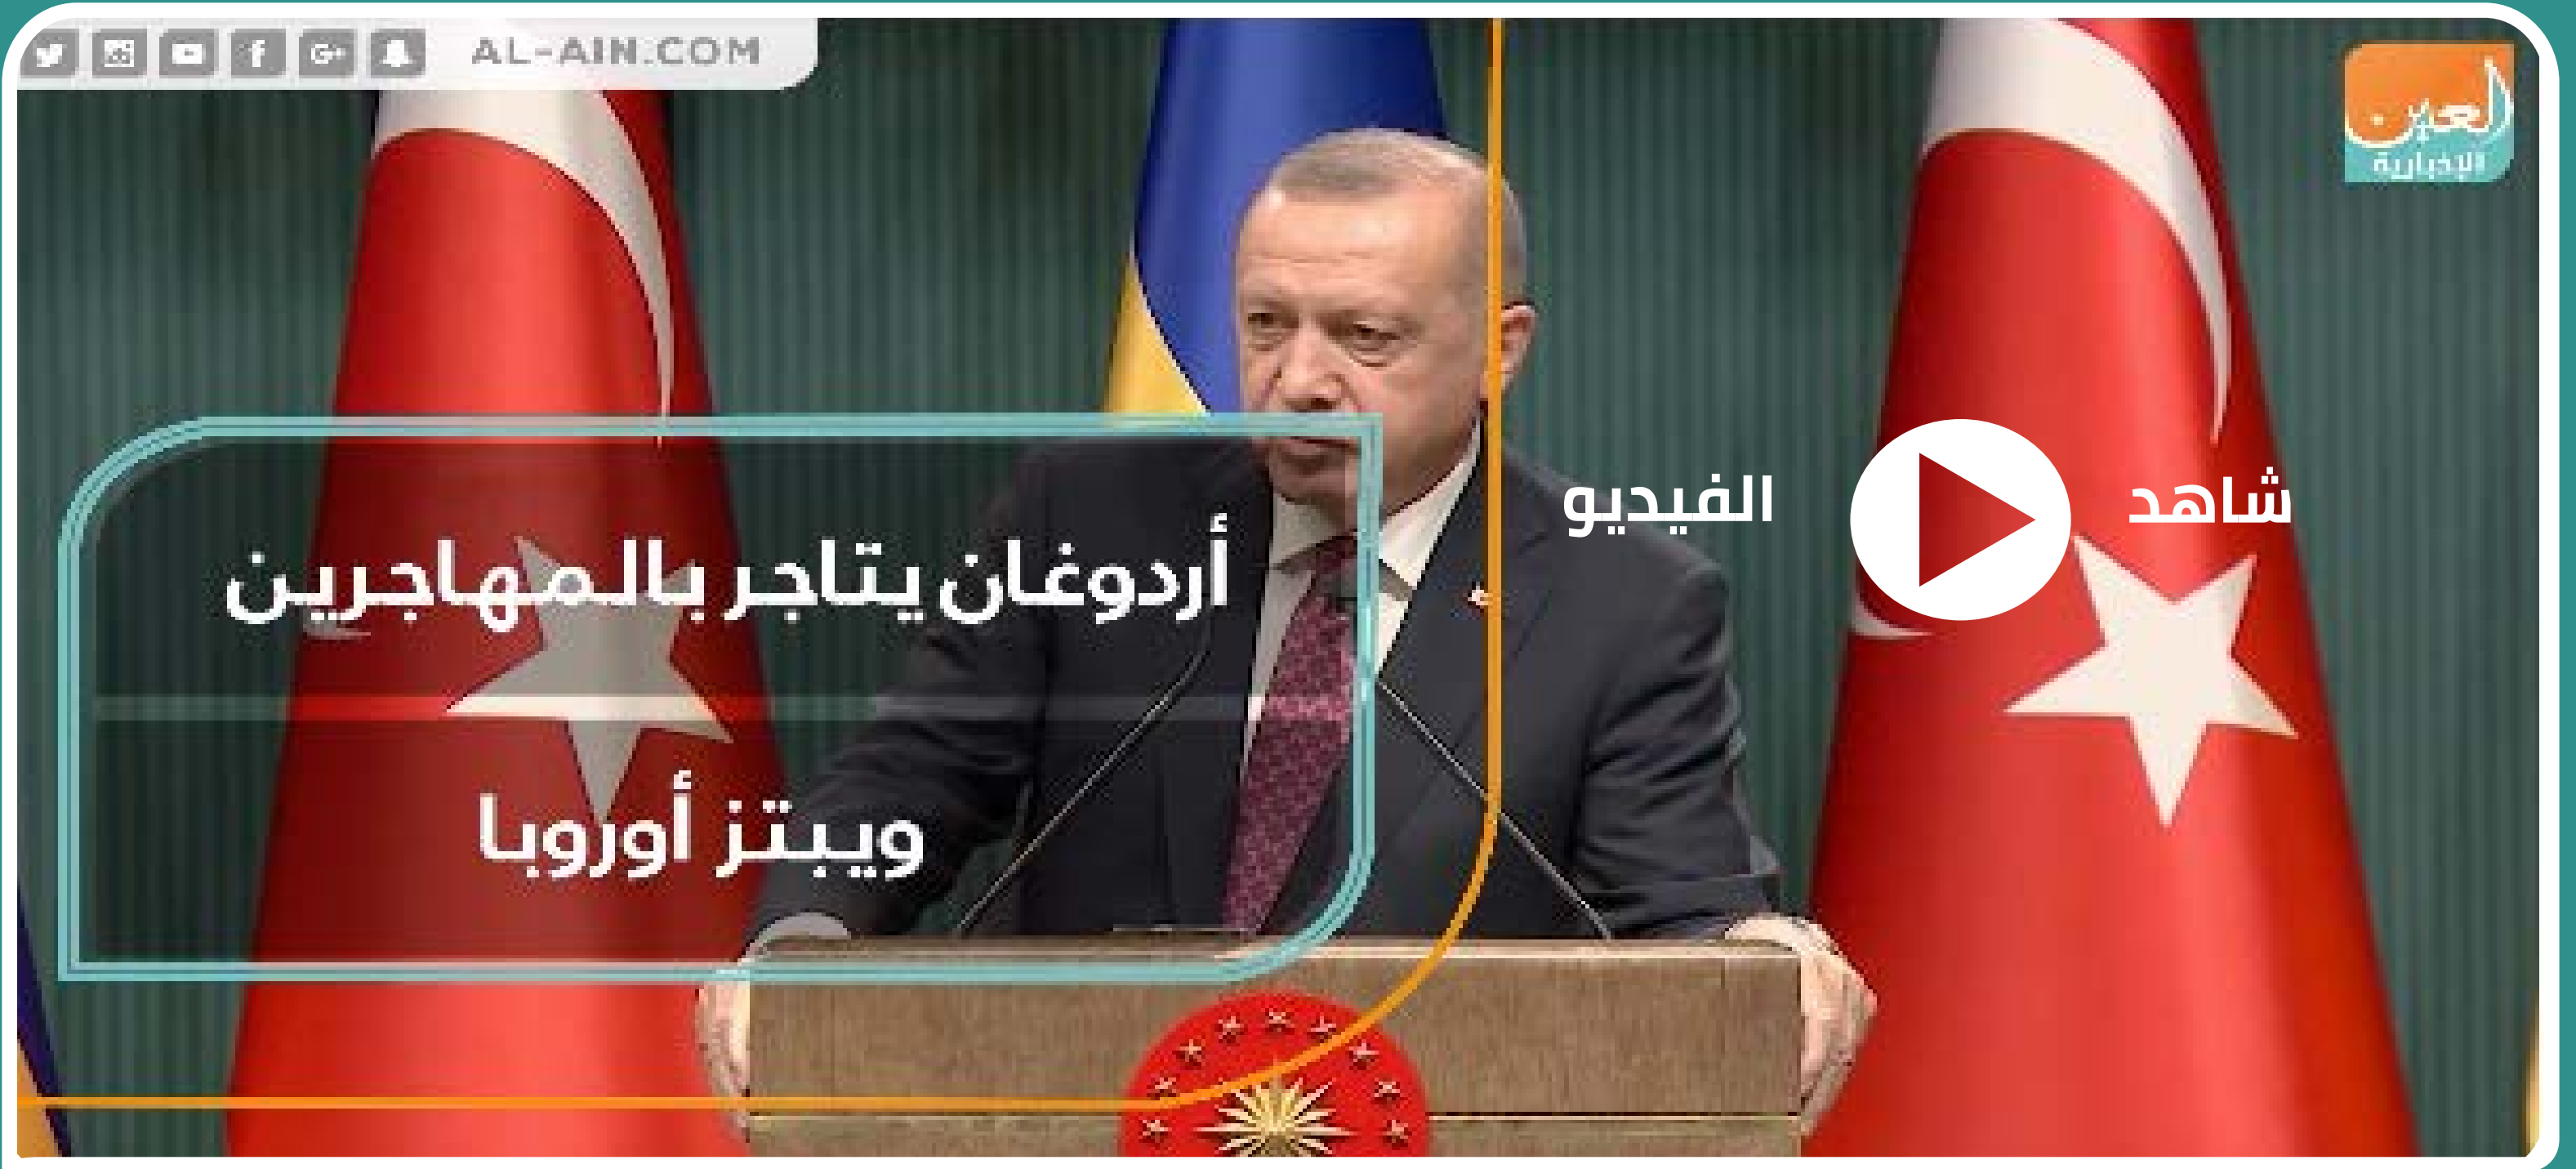 AL-AIN.COM
العين
الإخبارية
شاهد
الفيديو
أردوغان يتاجر بالمهاجرين
ويبتز أوروبا